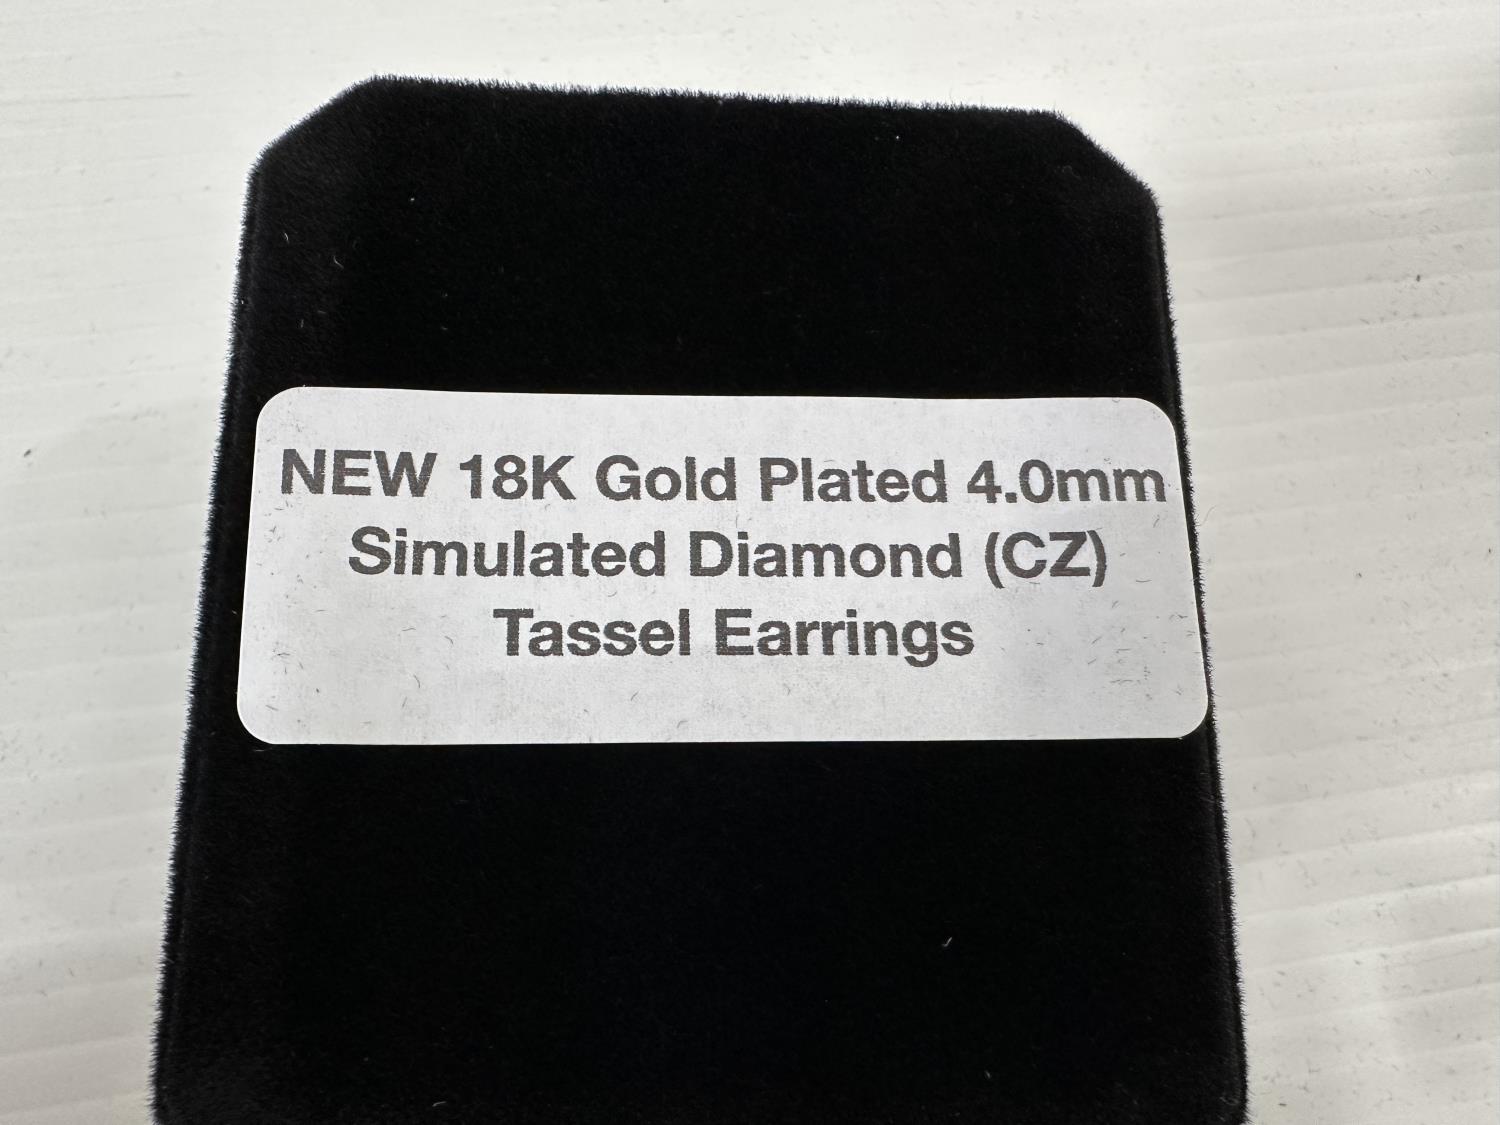 NEW 18K Gold Plated 4.0mm
Simulated Diamond (CZ)
Tassel Earrings